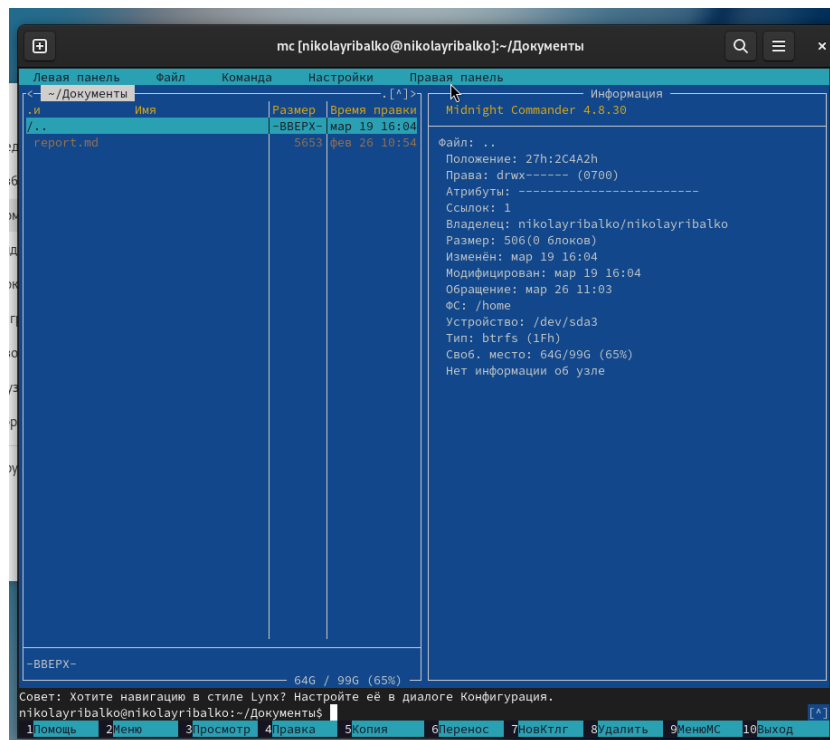 mc [nikolayribalko@nikolayribalko]:~/Документы
Левая панель Файл Команда Настройки Правая панель
<- ~/Документы .[^]>
.и Имя Размер Время правки
/.. -ВВЕРХ- мар 19 16:04
report.md 5653 фев 26 10:54
-ВВЕРХ-
64G / 99G (65%)
Информация
Midnight Commander 4.8.30
Файл: ..
Положение: 27h:2C4A2h
Права: drwx------ (0700)
Атрибуты: --------------------------
Ссылок: 1
Владелец: nikolayribalko/nikolayribalko
Размер: 506(0 блоков)
Изменён: мар 19 16:04
Модифицирован: мар 19 16:04
Обращение: мар 26 11:03
ФС: /home
Устройство: /dev/sda3
Тип: btrfs (1Fh)
Своб. место: 64G/99G (65%)
Нет информации об узле
Совет: Хотите навигацию в стиле Lynx? Настройте её в диалоге Конфигурация.
nikolayribalko@nikolayribalko:~/Документы$ [^]
1Помощь 2Меню 3Просмотр 4Правка 5Копия 6Перенос 7НовКтлг 8Удалить 9МенюМС 10Выход